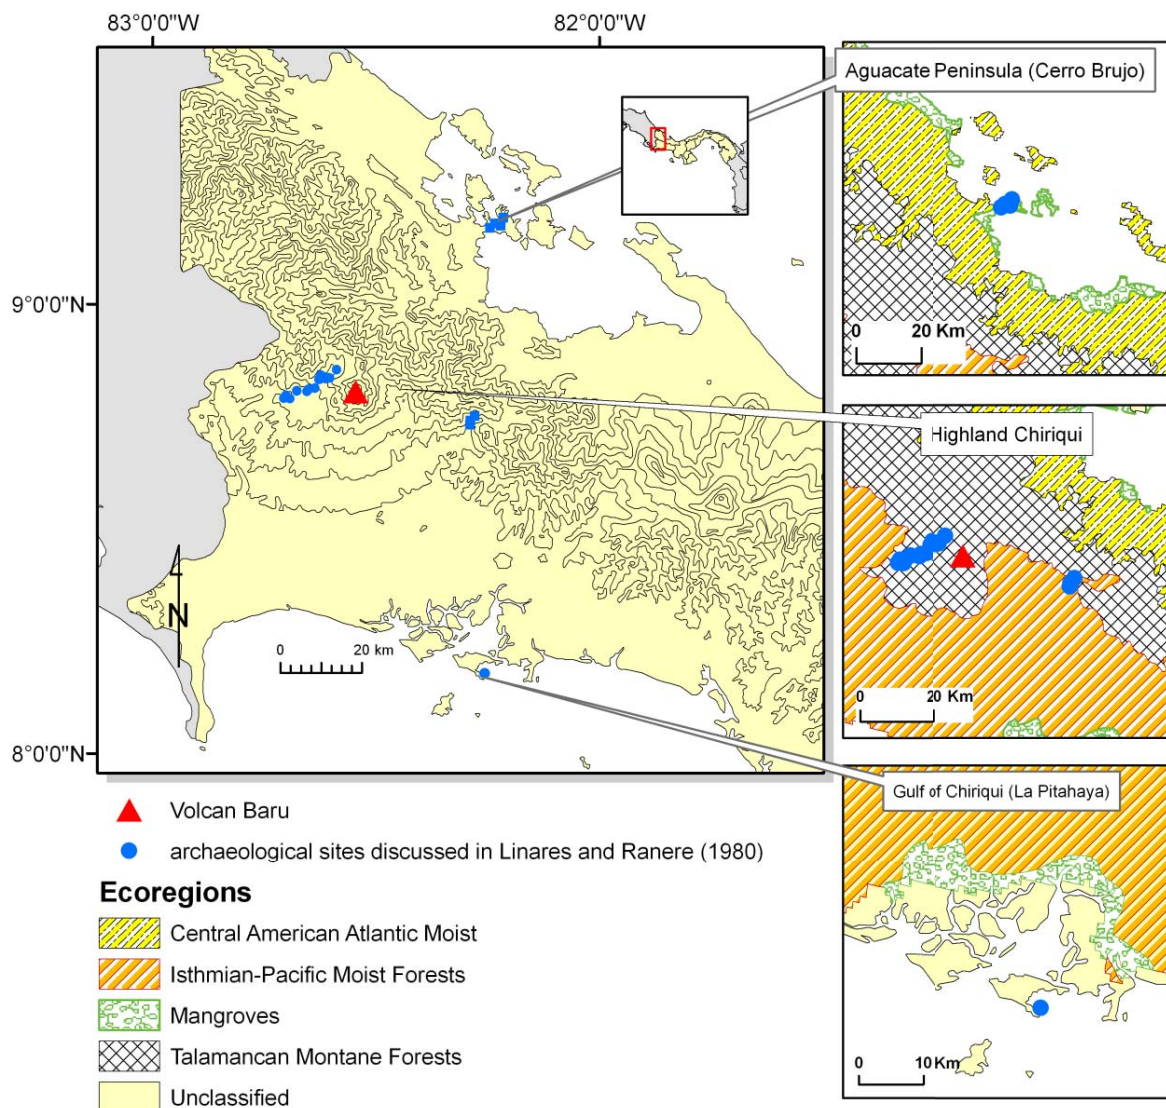 83°0'0"W
82°0'0"W
Aguacate Peninsula (Cerro Brujo)
9°0'0"N
0 20 Km
Highland Chiriqui
N
0 20 km
0 20 Km
8°0'0"N
Gulf of Chiriqui (La Pitahaya)
Volcan Baru
archaeological sites discussed in Linares and Ranere (1980)
Ecoregions
Central American Atlantic Moist
Isthmian-Pacific Moist Forests
Mangroves
Talamancan Montane Forests
Unclassified
0 10 Km